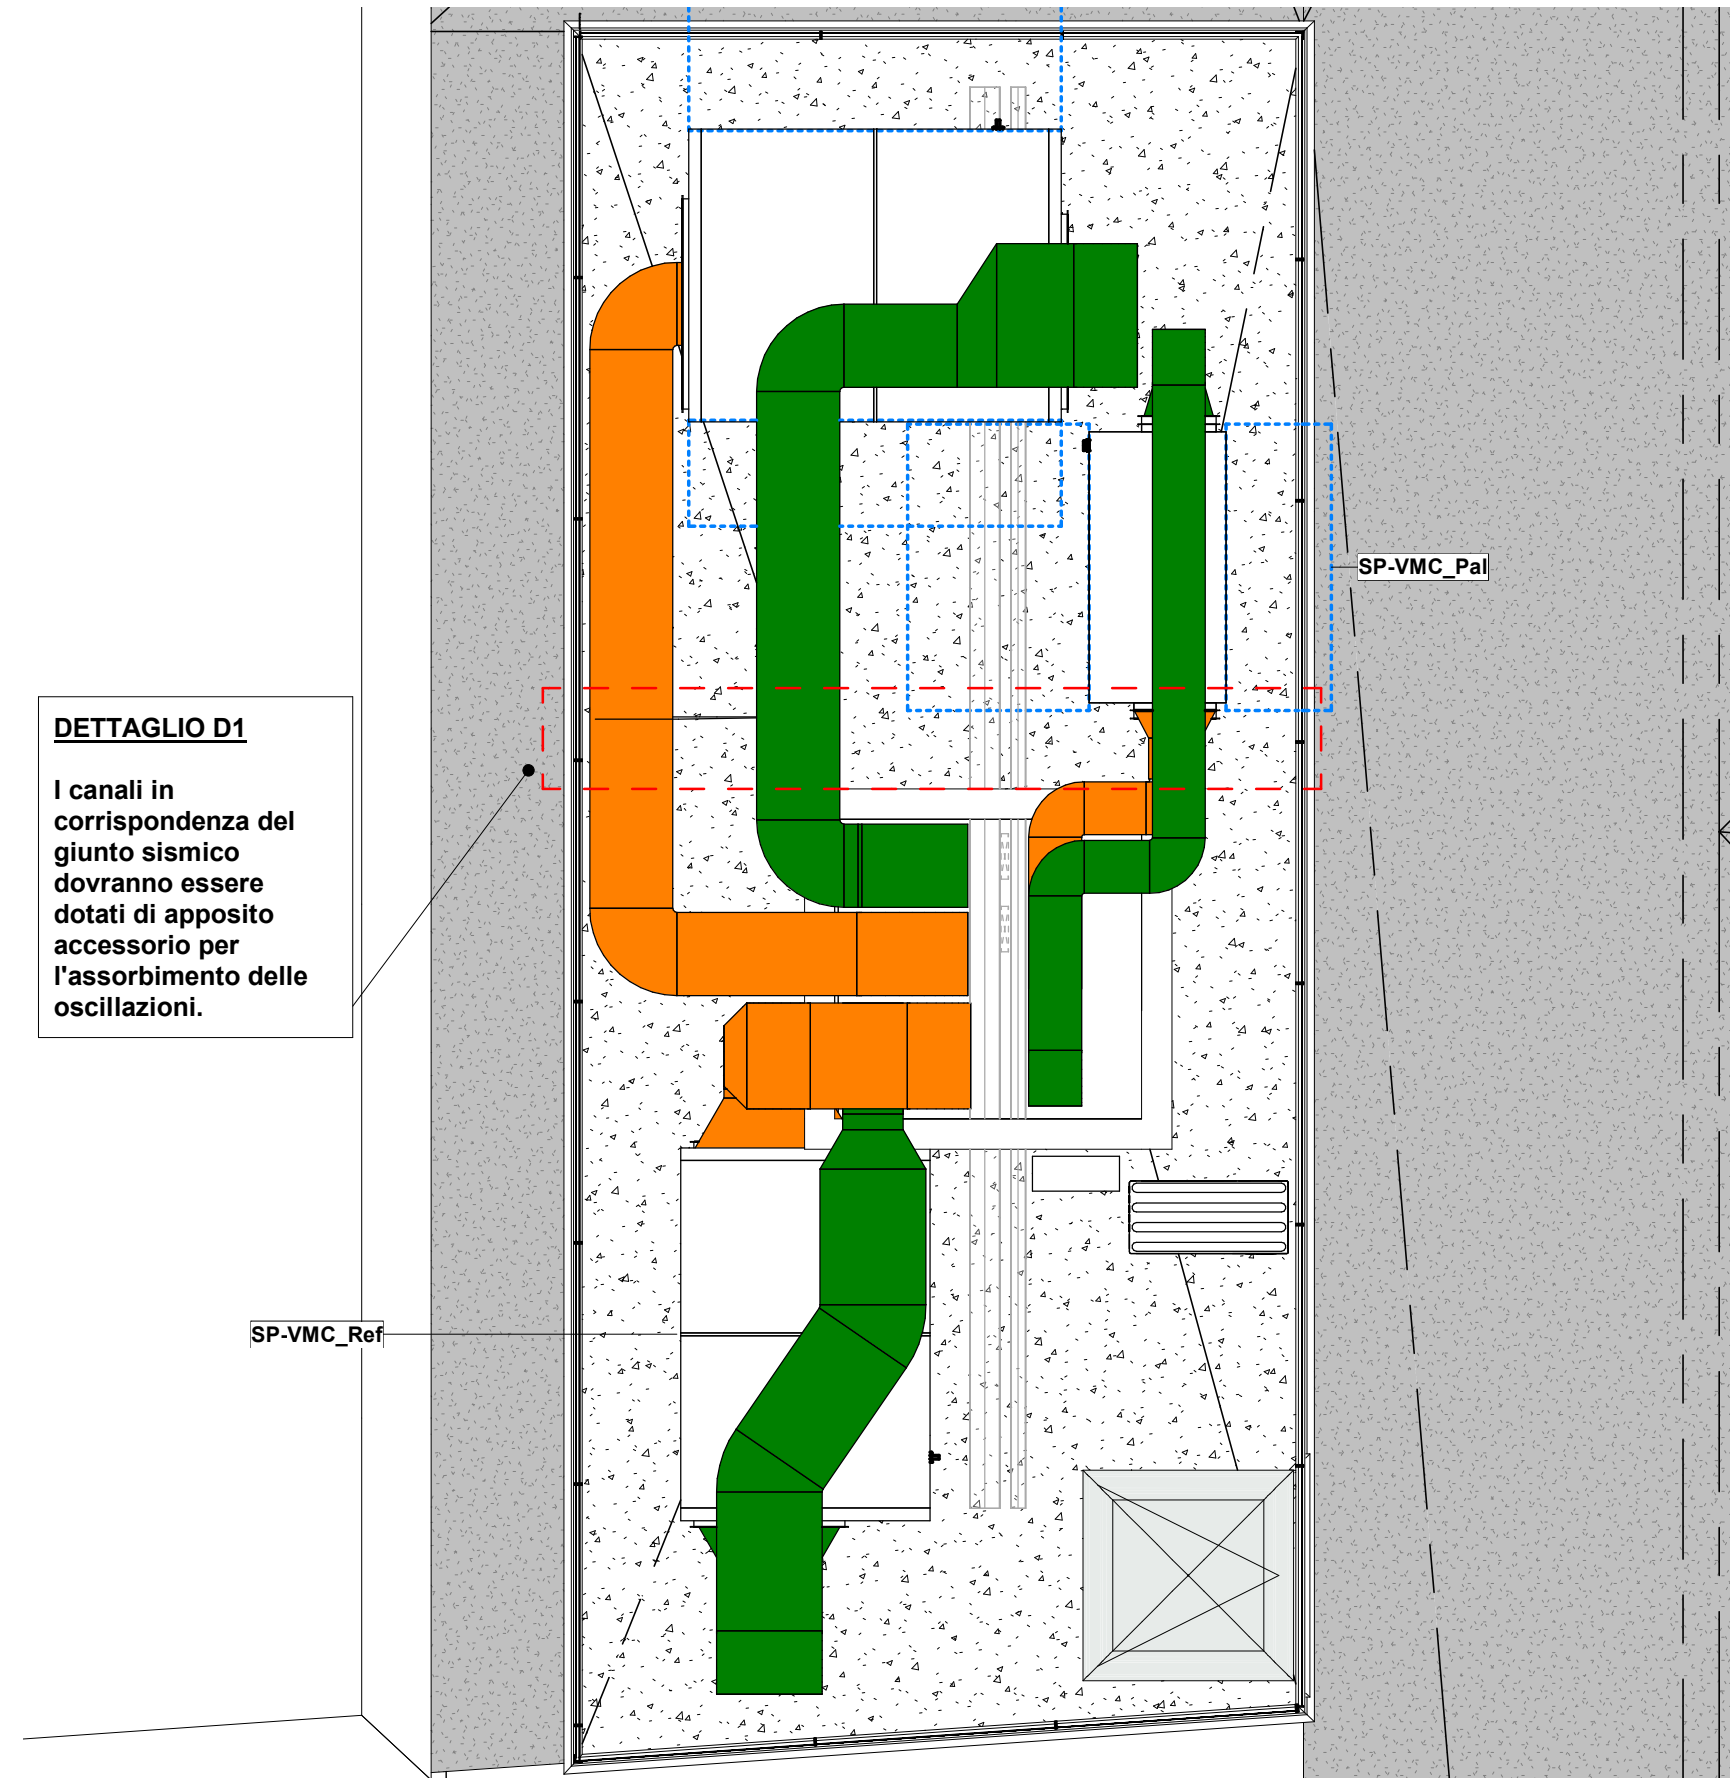 DETTAGLIO D1
I canali in
corrispondenza del
giunto sismico
dovranno essere
dotati di apposito
accessorio per
l'assorbimento delle
oscillazioni.
SP-VMC_Pal
SP-VMC_Ref